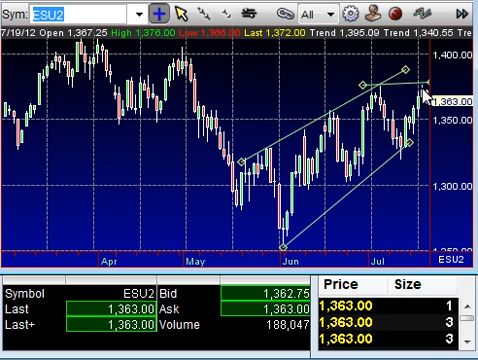 Sym: ESU2 All
7/19/12 Open 1,367.25 High 1,376.00 Low 1,366.00 Last 1,372.00 Trend 1,395.09 Trend 1,340.55 Tre
1,400.00
1,363.00
1,350.00
1,300.00
1,250.00
Apr May Jun Jul ESU2
Symbol ESU2 Bid 1,362.75
Last 1,363.00 Ask 1,363.00
Last+ 1,363.00 Volume 188,047
Price Size
1,363.00 1
1,363.00 3
1,363.00 3